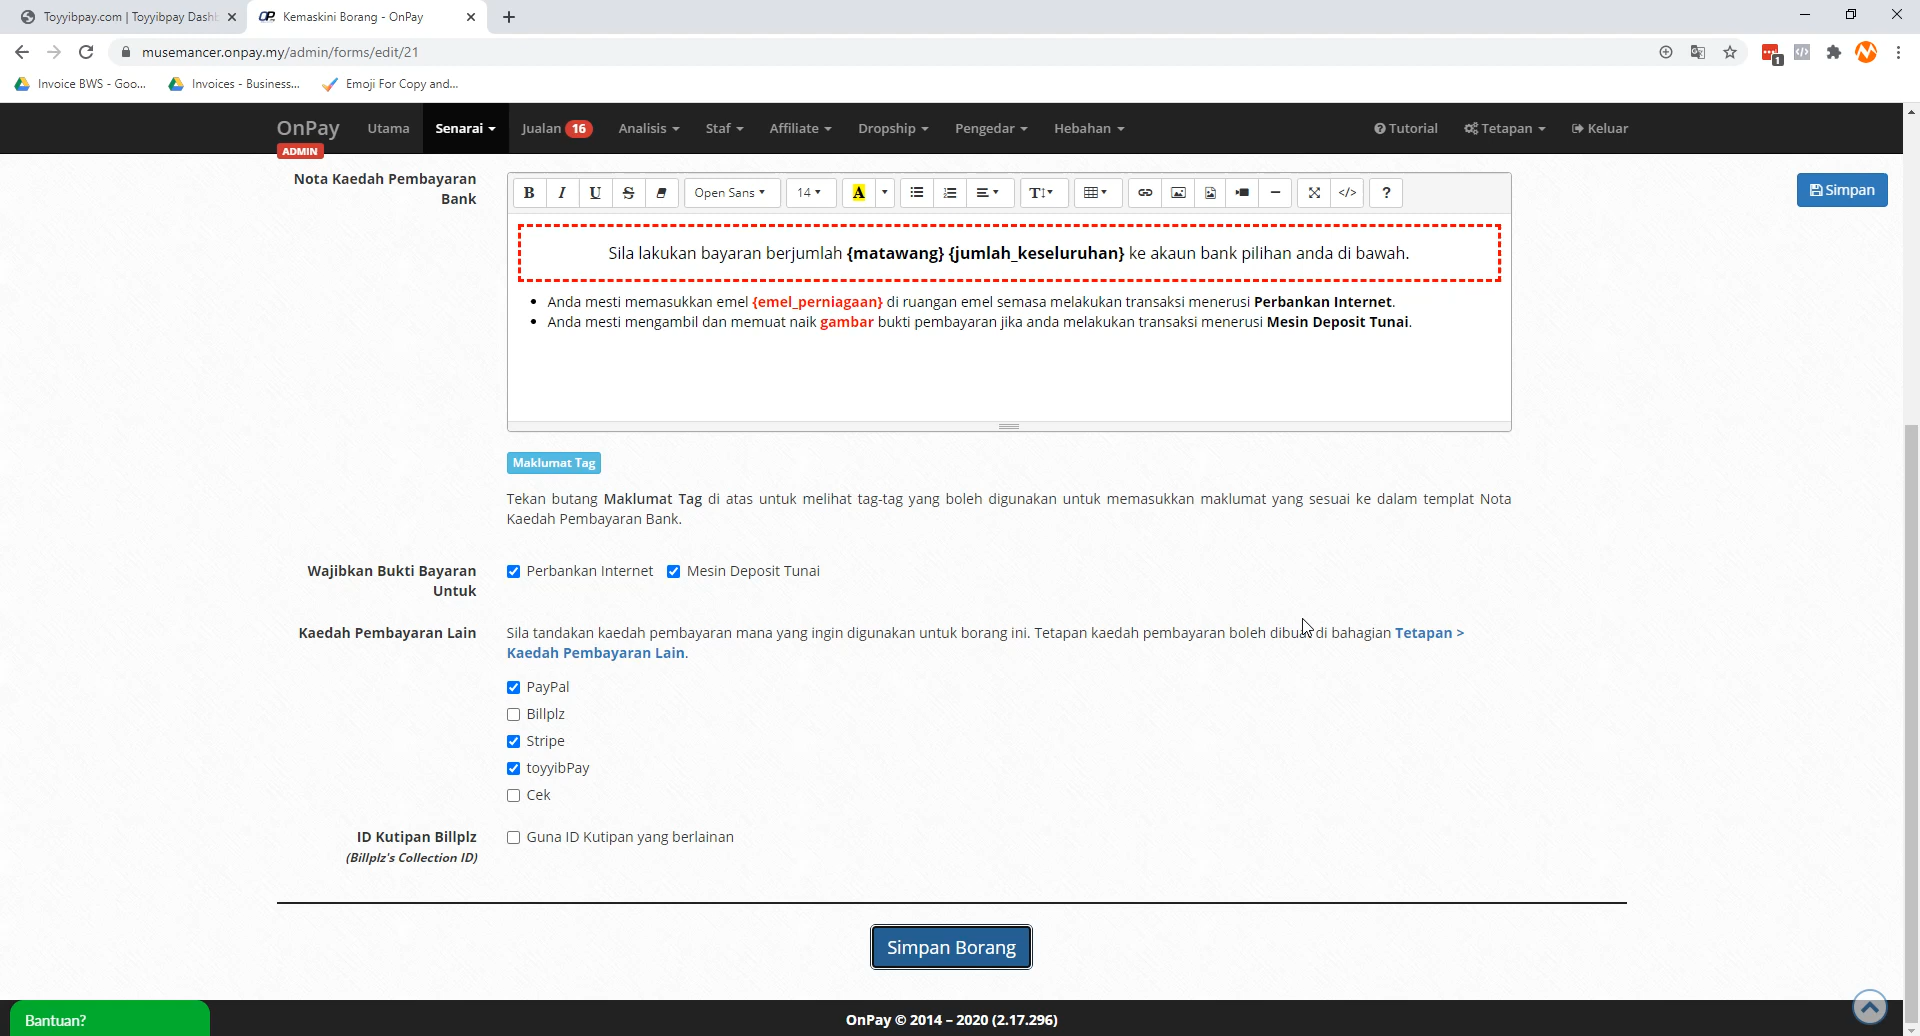 Toyyibpay.com | Toyyibpay Dash
Kemaskini Borang - OnPay
musemancer.onpay.my/admin/forms/edit/21
1
Invoice BWS - Goo...
Invoices - Business...
Emoji For Copy and...
OnPay
ADMIN
Utama
Senarai
Jualan 16
Analisis
Staf
Affiliate
Dropship
Pengedar
Hebahan
Tutorial
Tetapan
Keluar
Nota Kaedah Pembayaran
Bank
B I U S Open Sans 14 A </> ?
Simpan
Sila lakukan bayaran berjumlah {matawang} {jumlah_keseluruhan} ke akaun bank pilihan anda di bawah.
• Anda mesti memasukkan emel {emel_perniagaan} di ruangan emel semasa melakukan transaksi menerusi Perbankan Internet.
• Anda mesti mengambil dan memuat naik gambar bukti pembayaran jika anda melakukan transaksi menerusi Mesin Deposit Tunai.
Maklumat Tag
Tekan butang Maklumat Tag di atas untuk melihat tag-tag yang boleh digunakan untuk memasukkan maklumat yang sesuai ke dalam templat Nota
Kaedah Pembayaran Bank.
Wajibkan Bukti Bayaran
Untuk
Perbankan Internet
Mesin Deposit Tunai
Kaedah Pembayaran Lain
Sila tandakan kaedah pembayaran mana yang ingin digunakan untuk borang ini. Tetapan kaedah pembayaran boleh dibuat di bahagian Tetapan >
Kaedah Pembayaran Lain.
PayPal
Billplz
Stripe
toyyibPay
Cek
ID Kutipan Billplz
(Billplz's Collection ID)
Guna ID Kutipan yang berlainan
Simpan Borang
Bantuan?
OnPay © 2014 – 2020 (2.17.296)